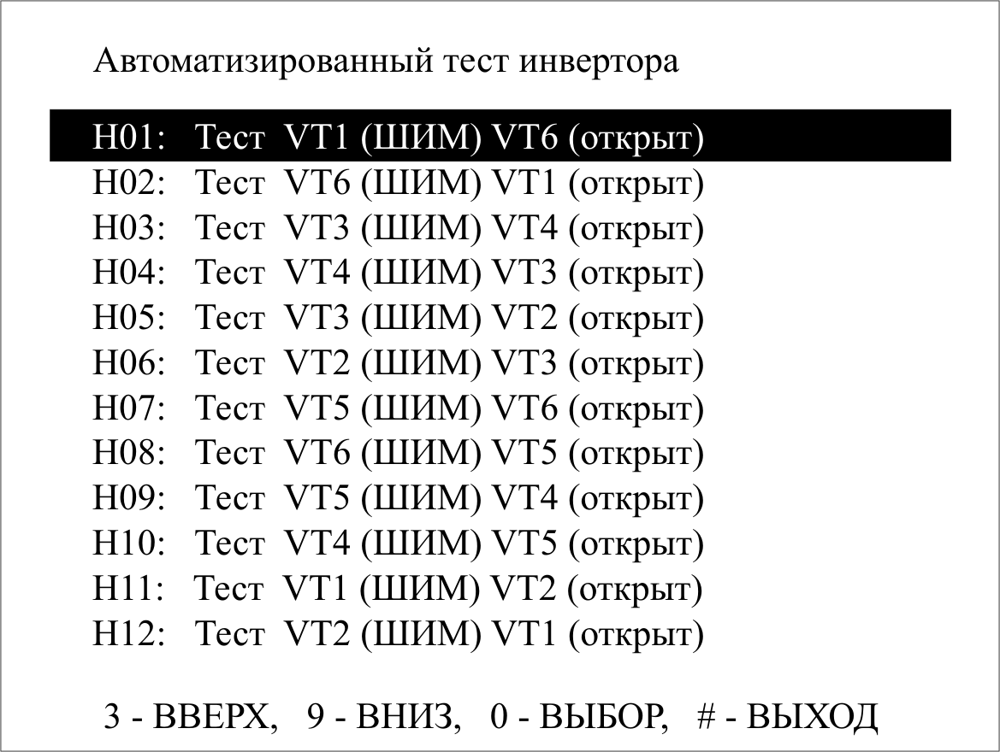 Автоматизированный тест инвертора
H01: Тест VT1 (ШИМ) VT6 (открыт)
H02: Тест VT6 (ШИМ) VT1 (открыт)
H03: Тест VT3 (ШИМ) VT4 (открыт)
H04: Тест VT4 (ШИМ) VT3 (открыт)
H05: Тест VT3 (ШИМ) VT2 (открыт)
H06: Тест VT2 (ШИМ) VT3 (открыт)
H07: Тест VT5 (ШИМ) VT6 (открыт)
H08: Тест VT6 (ШИМ) VT5 (открыт)
H09: Тест VT5 (ШИМ) VT4 (открыт)
H10: Тест VT4 (ШИМ) VT5 (открыт)
H11: Тест VT1 (ШИМ) VT2 (открыт)
H12: Тест VT2 (ШИМ) VT1 (открыт)
3 - ВВЕРХ, 9 - ВНИЗ, 0 - ВЫБОР, # - ВЫХОД